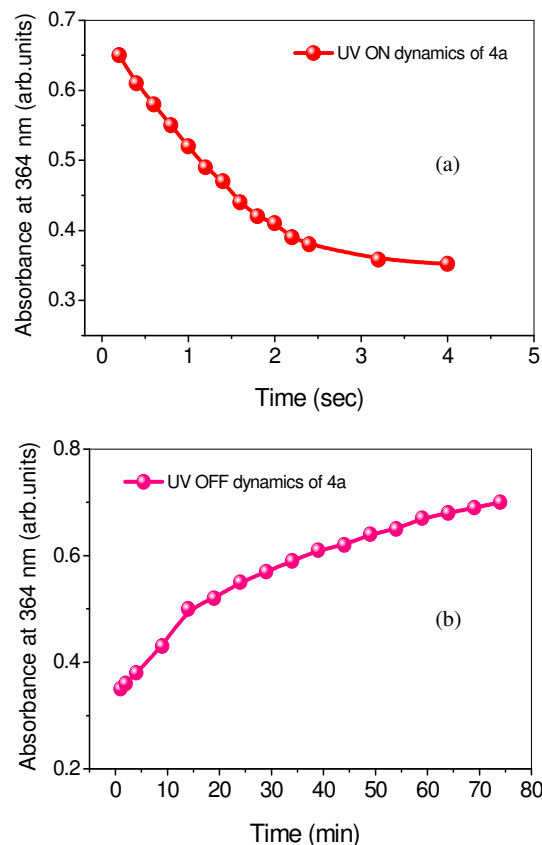 0.7
0.6
0.5
0.4
0.3
Absorbance at 364 nm (arb.units)
UV ON dynamics of 4a
(a)
0 1 2 3 4 5
Time (sec)
0.8
0.6
0.4
0.2
Absorbance at 364 nm (arb.units)
UV OFF dynamics of 4a
(b)
0 10 20 30 40 50 60 70 80
Time (min)